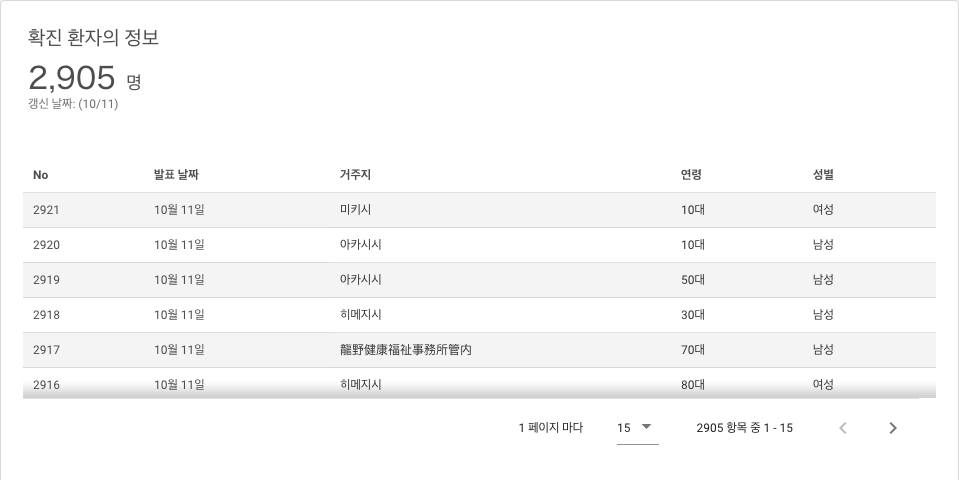 확진 환자의 정보
2,905 명
갱신 날짜: (10/11)
No 발표 날짜 거주지 연령 성별
2921 10월 11일 미키시 10대 여성
2920 10월 11일 아카시시 10대 남성
2919 10월 11일 아카시시 50대 남성
2918 10월 11일 히메지시 30대 남성
2917 10월 11일 龍野健康福祉事務所管内 70대 남성
2916 10월 11일 히메지시 80대 여성
1 페이지 마다 15 2905 항목 중 1 - 15